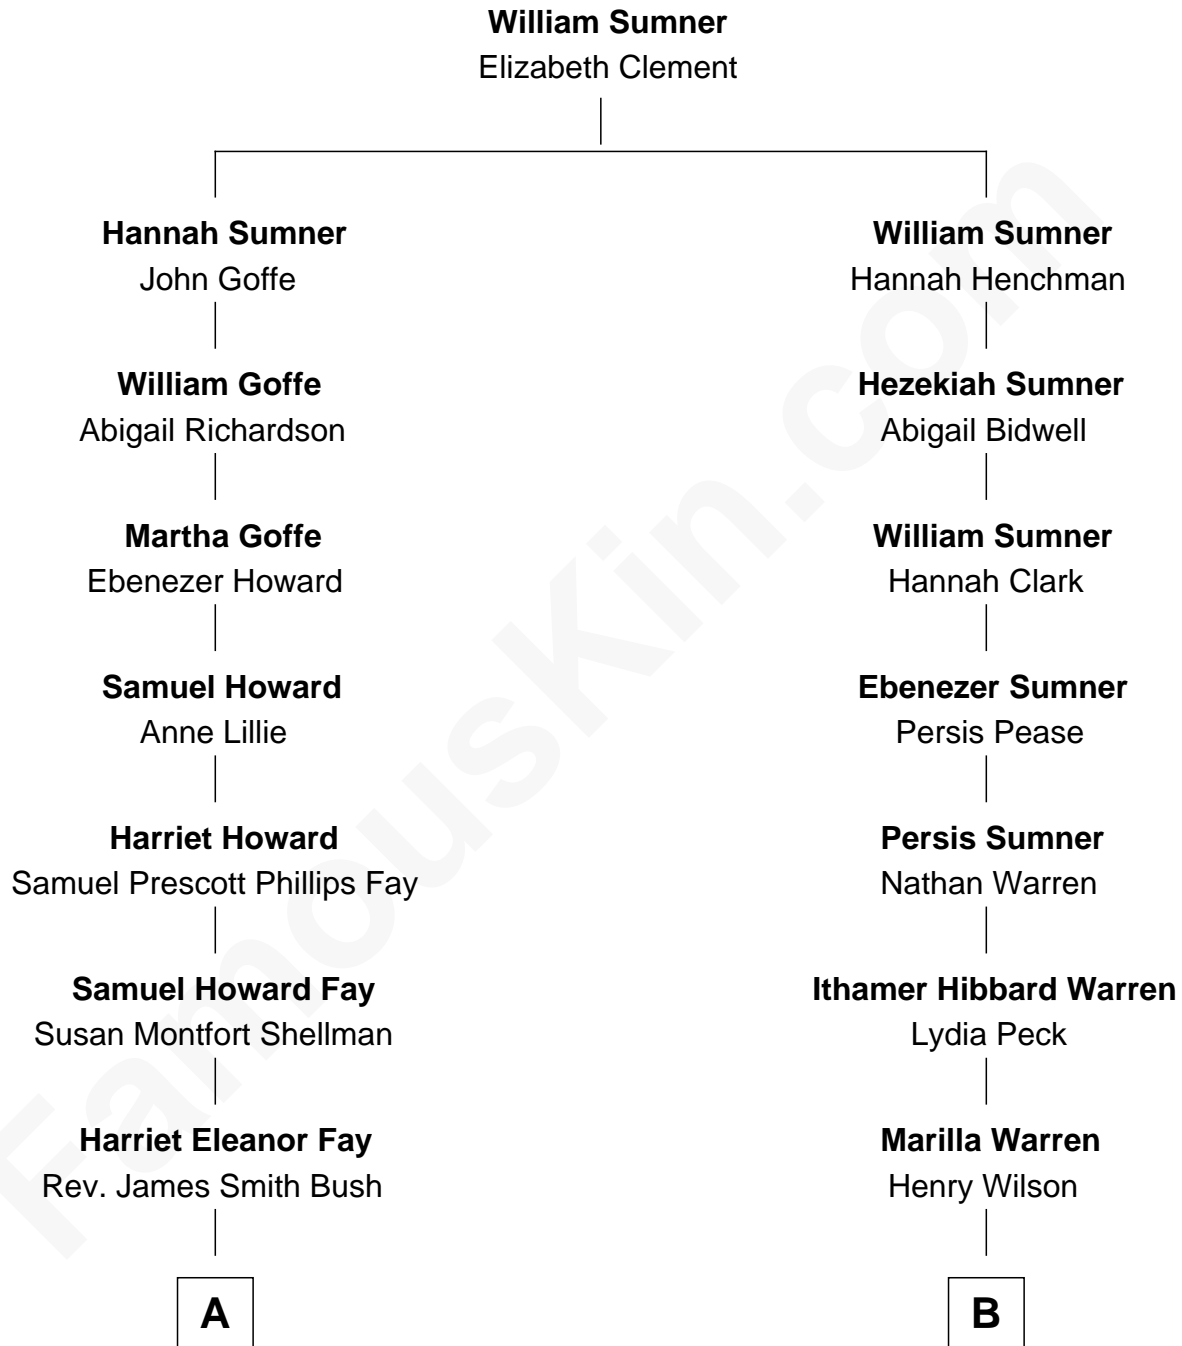 William Sumner
Elizabeth Clement
Hannah Sumner
John Goffe
William Sumner
Hannah Henchman
William Goffe
Abigail Richardson
Hezekiah Sumner
Abigail Bidwell
Martha Goffe
Ebenezer Howard
William Sumner
Hannah Clark
Samuel Howard
Anne Lillie
Ebenezer Sumner
Persis Pease
Harriet Howard
Samuel Prescott Phillips Fay
Persis Sumner
Nathan Warren
Samuel Howard Fay
Susan Montfort Shellman
Ithamer Hibbard Warren
Lydia Peck
Harriet Eleanor Fay
Rev. James Smith Bush
Marilla Warren
Henry Wilson
A
B
FamousKin.com